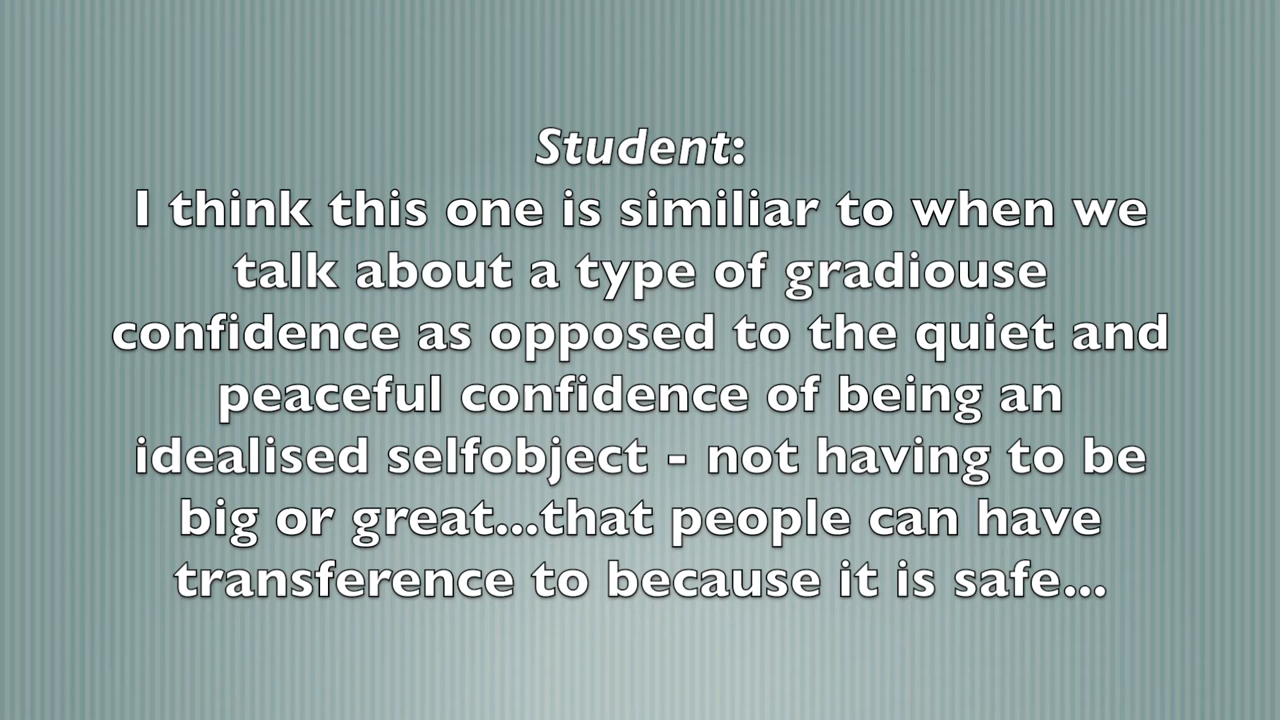 Student:
I think this one is similiar to when we
talk about a type of gradiouse
confidence as opposed to the quiet and
peaceful confidence of being an
idealised selfobject - not having to be
big or great...that people can have
transference to because it is safe...